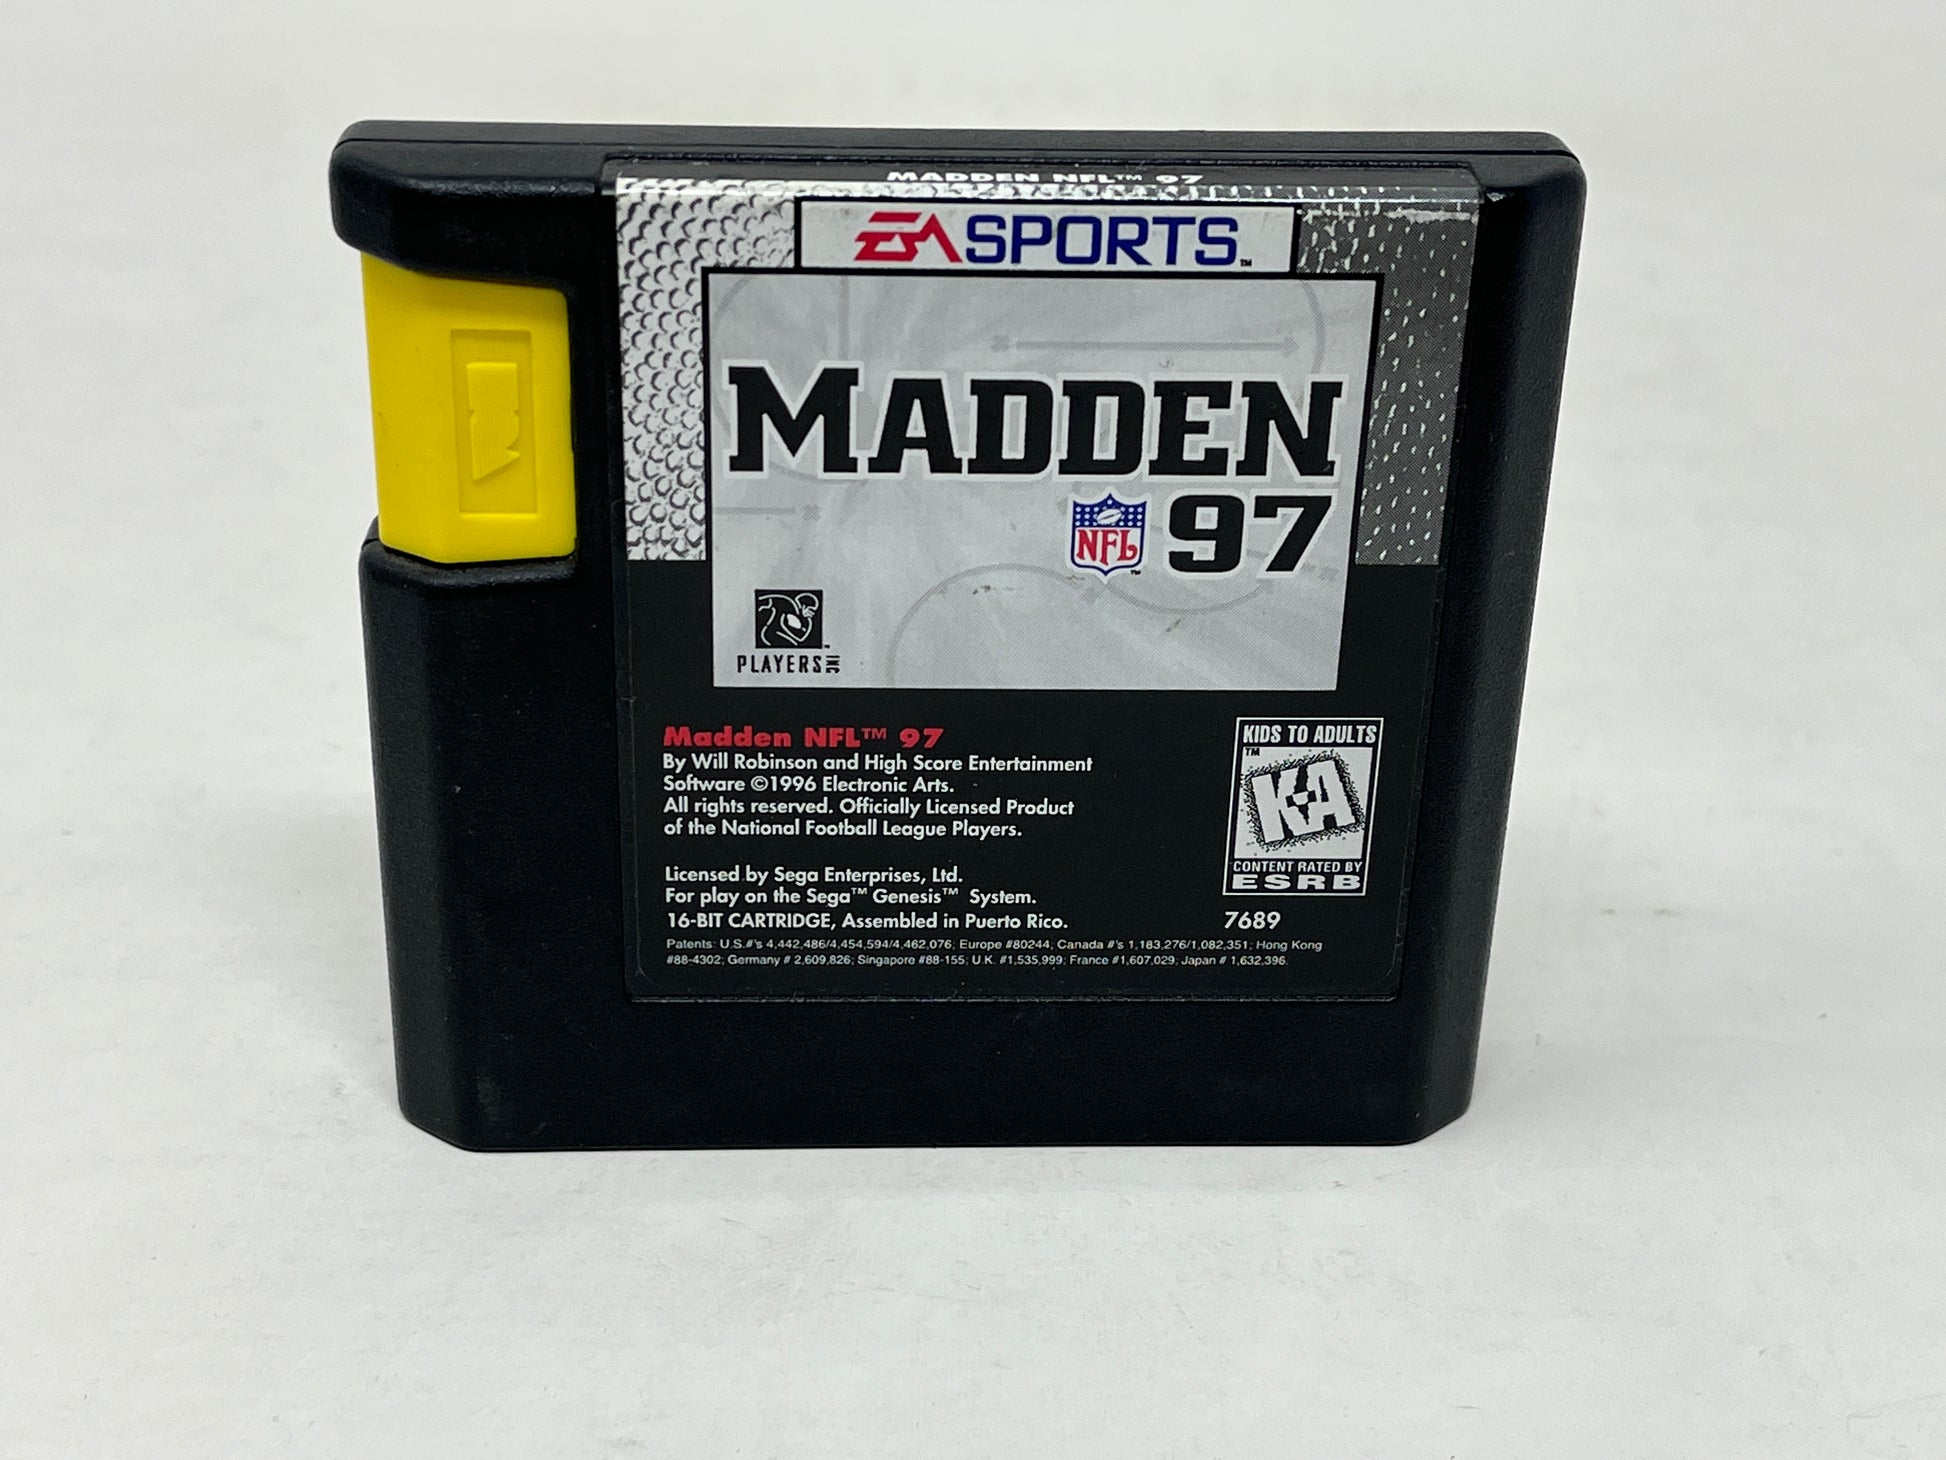 MADDEN NFL™ 97
EA SPORTS™
MADDEN
NFL 97
PLAYERS INC
Madden NFL™ 97
By Will Robinson and High Score Entertainment
Software ©1996 Electronic Arts.
All rights reserved. Officially Licensed Product
of the National Football League Players.
Licensed by Sega Enterprises, Ltd.
For play on the Sega™ Genesis™ System.
16-BIT CARTRIDGE, Assembled in Puerto Rico.
KIDS TO ADULTS
™
K-A
CONTENT RATED BY
ESRB
7689
Patents: U.S.#'s 4,442,486/4,454,594/4,462,076; Europe #80244; Canada #'s 1,183,276/1,082,351; Hong Kong
#88-4302; Germany # 2,609,826; Singapore #88-155; U.K. #1,535,999; France #1,607,029; Japan # 1,632,396.